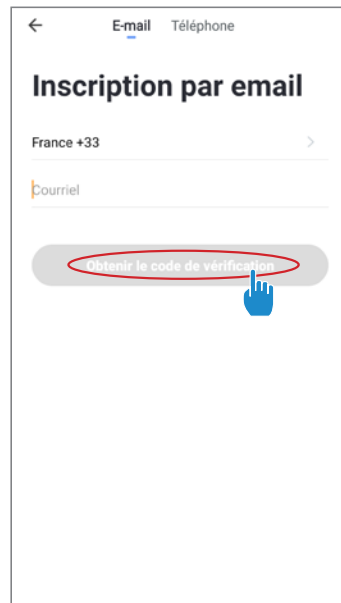 E-mail Téléphone
Inscription par email
France +33
Courriel
Obtenir le code de vérification